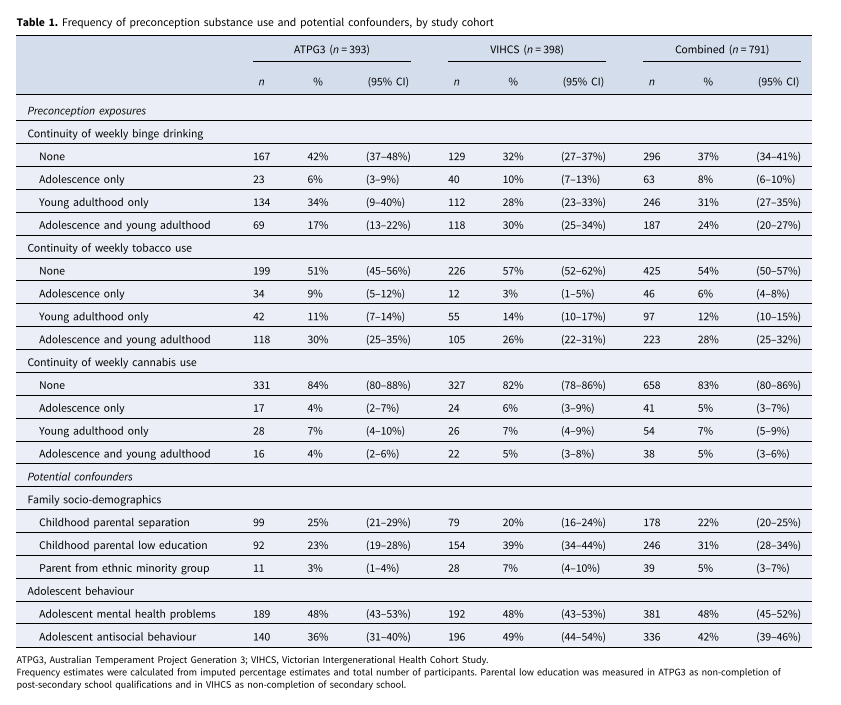 Table 1. Frequency of preconception substance use and potential confounders, by study cohort
ATPG3 (n = 393) VIHCS (n = 398) Combined (n = 791)
n % (95% CI) n % (95% CI) n % (95% CI)
Preconception exposures
Continuity of weekly binge drinking
None 167 42% (37–48%) 129 32% (27–37%) 296 37% (34–41%)
Adolescence only 23 6% (3–9%) 40 10% (7–13%) 63 8% (6–10%)
Young adulthood only 134 34% (9–40%) 112 28% (23–33%) 246 31% (27–35%)
Adolescence and young adulthood 69 17% (13–22%) 118 30% (25–34%) 187 24% (20–27%)
Continuity of weekly tobacco use
None 199 51% (45–56%) 226 57% (52–62%) 425 54% (50–57%)
Adolescence only 34 9% (5–12%) 12 3% (1–5%) 46 6% (4–8%)
Young adulthood only 42 11% (7–14%) 55 14% (10–17%) 97 12% (10–15%)
Adolescence and young adulthood 118 30% (25–35%) 105 26% (22–31%) 223 28% (25–32%)
Continuity of weekly cannabis use
None 331 84% (80–88%) 327 82% (78–86%) 658 83% (80–86%)
Adolescence only 17 4% (2–7%) 24 6% (3–9%) 41 5% (3–7%)
Young adulthood only 28 7% (4–10%) 26 7% (4–9%) 54 7% (5–9%)
Adolescence and young adulthood 16 4% (2–6%) 22 5% (3–8%) 38 5% (3–6%)
Potential confounders
Family socio-demographics
Childhood parental separation 99 25% (21–29%) 79 20% (16–24%) 178 22% (20–25%)
Childhood parental low education 92 23% (19–28%) 154 39% (34–44%) 246 31% (28–34%)
Parent from ethnic minority group 11 3% (1–4%) 28 7% (4–10%) 39 5% (3–7%)
Adolescent behaviour
Adolescent mental health problems 189 48% (43–53%) 192 48% (43–53%) 381 48% (45–52%)
Adolescent antisocial behaviour 140 36% (31–40%) 196 49% (44–54%) 336 42% (39–46%)
ATPG3, Australian Temperament Project Generation 3; VIHCS, Victorian Intergenerational Health Cohort Study.
Frequency estimates were calculated from imputed percentage estimates and total number of participants. Parental low education was measured in ATPG3 as non-completion of
post-secondary school qualifications and in VIHCS as non-completion of secondary school.